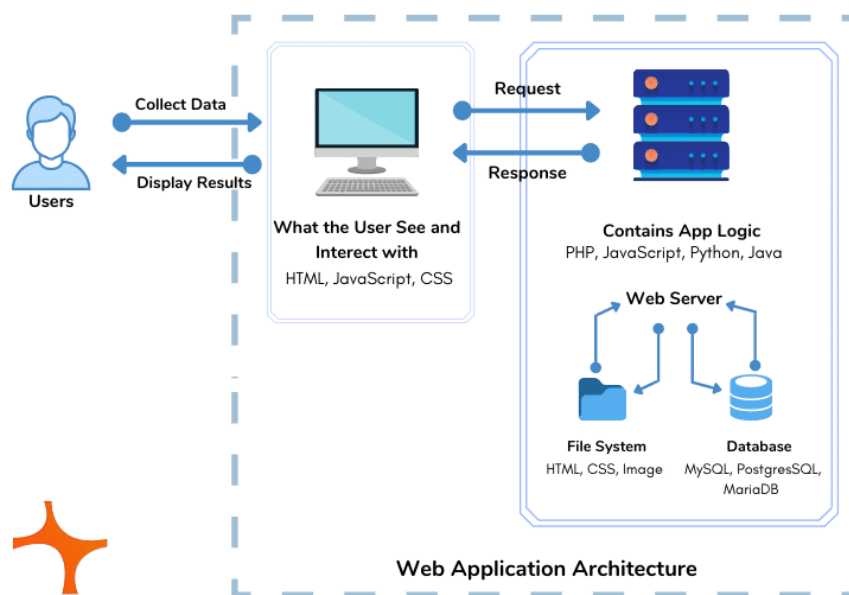 Collect Data
Display Results
Users
What the User See and
Interect with
HTML, JavaScript, CSS
Request
Response
Contains App Logic
PHP, JavaScript, Python, Java
Web Server
File System
HTML, CSS, Image
Database
MySQL, PostgresSQL,
MariaDB
Web Application Architecture